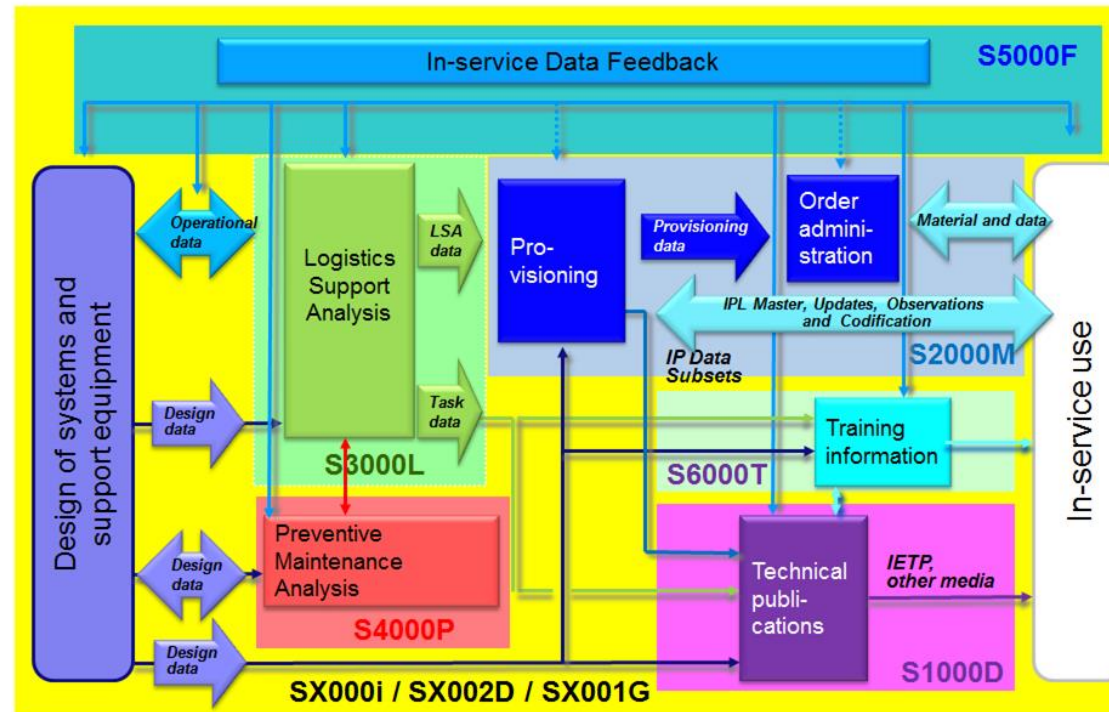 In-service Data Feedback
S5000F
Design of systems and
support equipment
Operational
data
Logistics
Support
Analysis
LSA
data
Pro-
visioning
Provisioning
data
Order
admini-
stration
Material and data
IPL Master, Updates, Observations
and Codification
S2000M
IP Data
Subsets
In-service use
Design
data
Task
data
S3000L
Training
information
S6000T
Design
data
Preventive
Maintenance
Analysis
S4000P
Technical
publi-
cations
IETP,
other media
S1000D
Design
data
SX000i / SX002D / SX001G